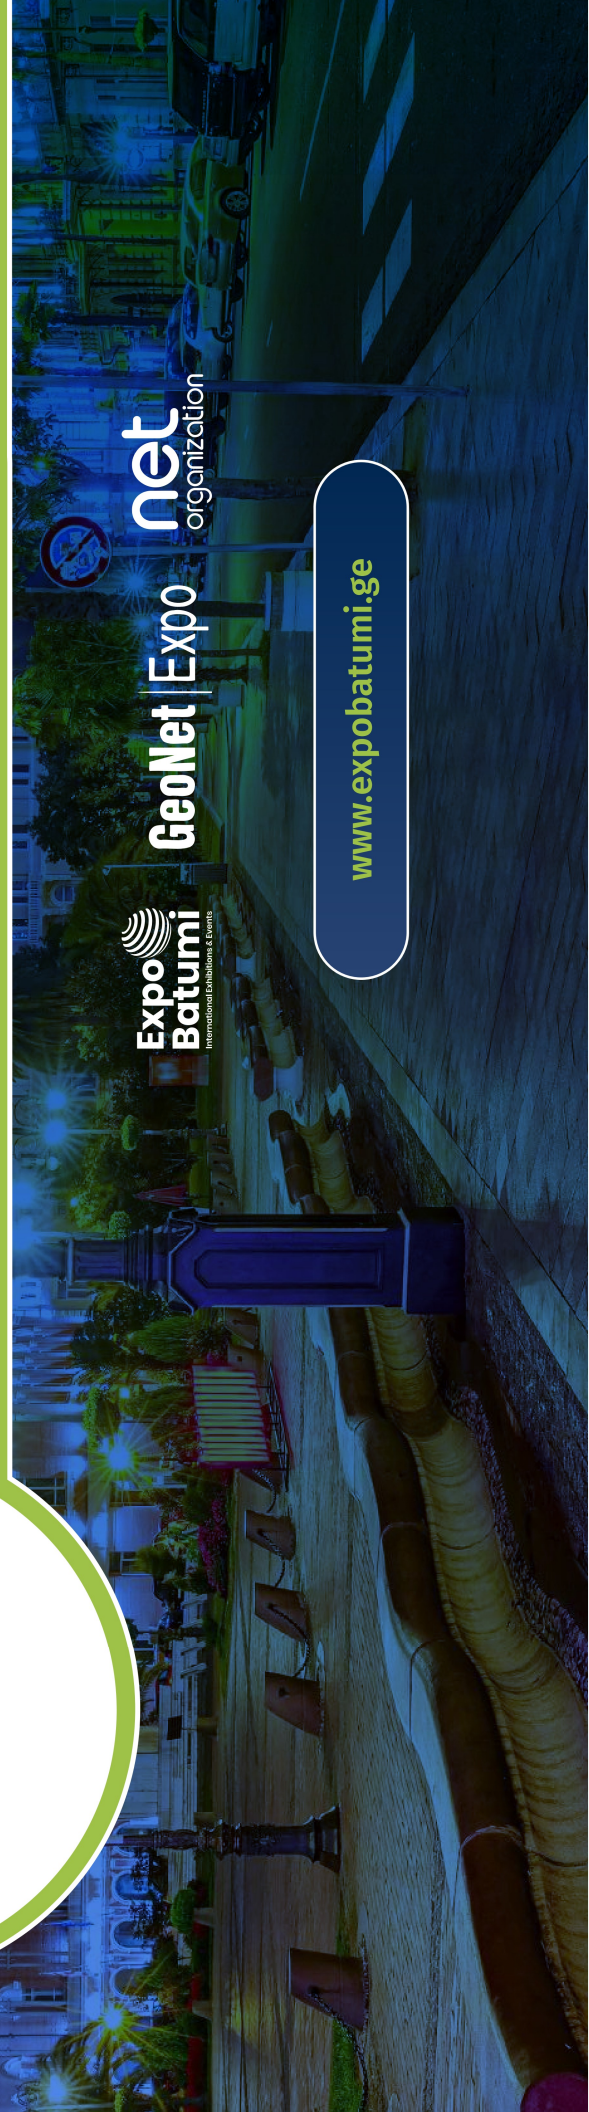 Expo
Batumi
International Exhibitions & Events
GeoNet | Expo
net
organization
www.expobatumi.ge